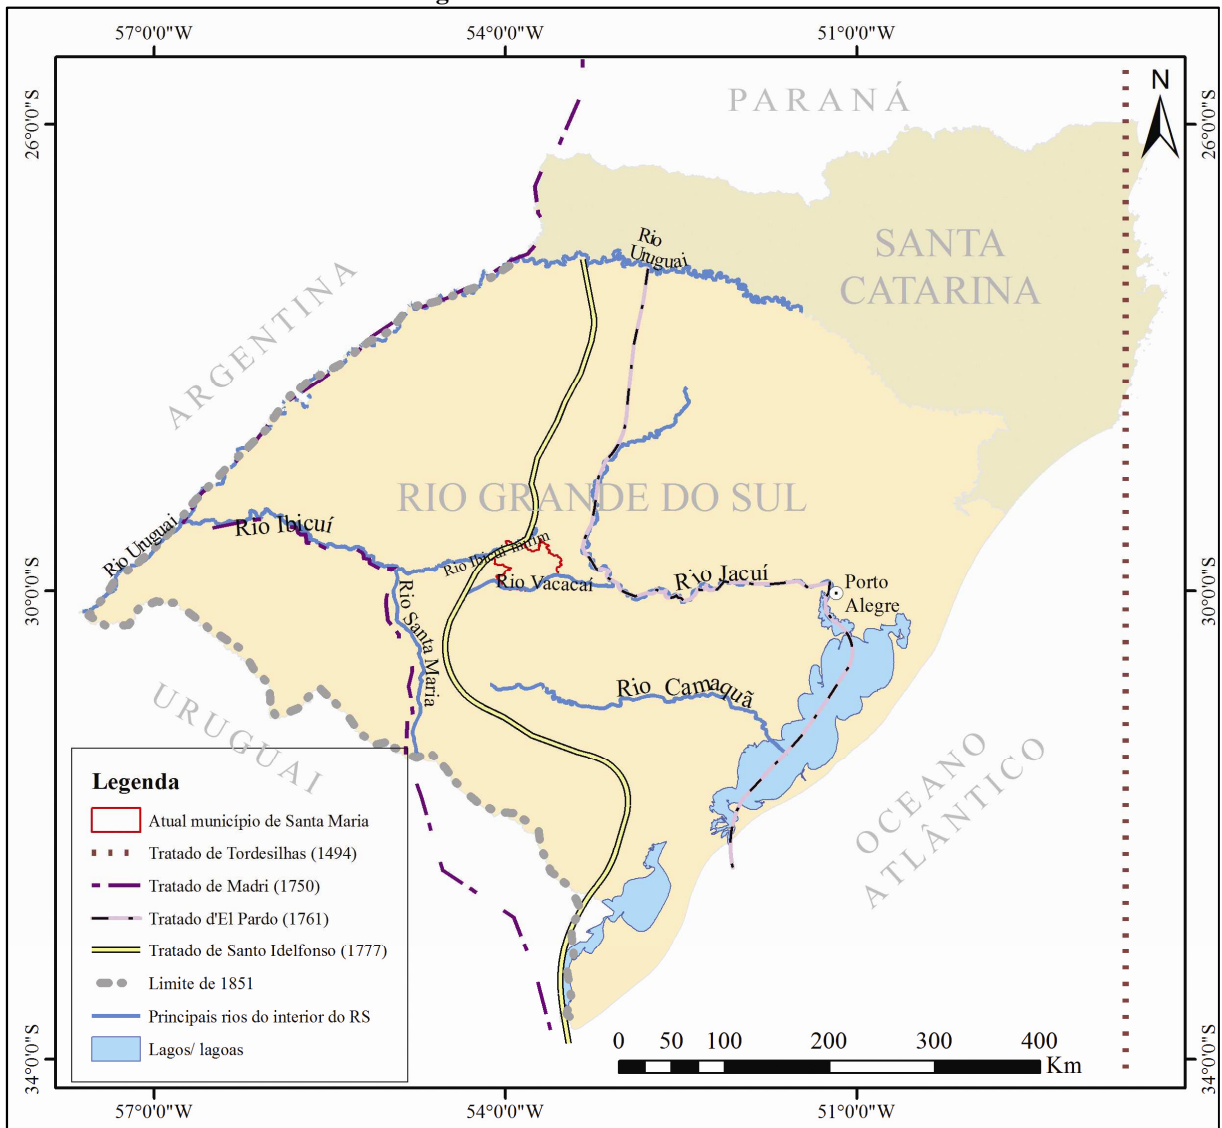 57°0'0"W
54°0'0"W
51°0'0"W
26°0'0"S
26°0'0"S
PARANÁ
N
SANTA
CATARINA
Rio
Uruguai
ARGENTINA
RIO GRANDE DO SUL
Rio Uruguai
Rio Ibicuí
Rio Ibicuí Mirim
Rio Vacacaí
Rio Jacuí
Porto
Alegre
30°0'0"S
30°0'0"S
Rio Santa Maria
Rio Camaquã
URUGUAI
OCEANO
ATLÂNTICO
Legenda
Atual município de Santa Maria
Tratado de Tordesilhas (1494)
Tratado de Madri (1750)
Tratado d'El Pardo (1761)
Tratado de Santo Idelfonso (1777)
Limite de 1851
Principais rios do interior do RS
Lagos/ lagoas
0 50 100 200 300 400
Km
34°0'0"S
34°0'0"S
57°0'0"W
54°0'0"W
51°0'0"W